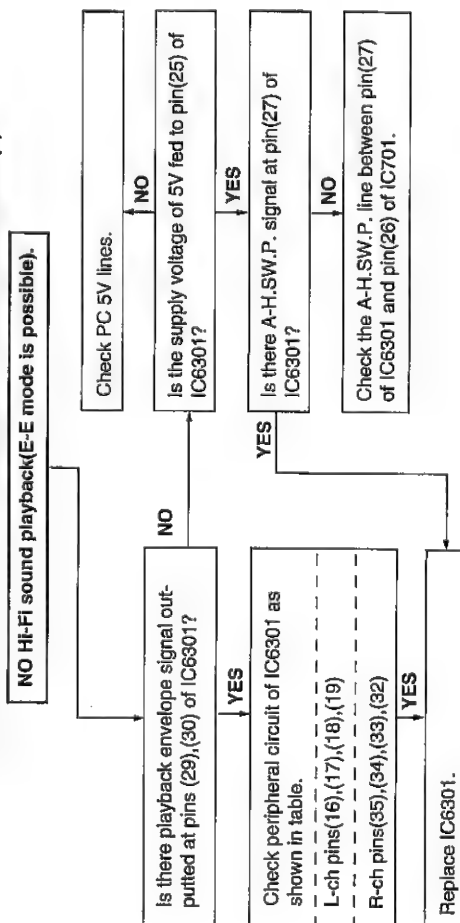 NO Hi-Fi sound playback(E-E mode is possible).
Is there playback envelope signal out-
putted at pins (29),(30) of IC6301?
NO
YES
Check peripheral circuit of IC6301 as
shown in table.
L-ch pins(16),(17),(18),(19)
R-ch pins(35),(34),(33),(32)
YES
Replace IC6301.
Check PC 5V lines.
NO
Is the supply voltage of 5V fed to pin(25) of
IC6301?
YES
Is there A-H.SW.P. signal at pin(27) of
IC6301?
YES
NO
Check the A-H.SW.P. line between pin(27)
of IC6301 and pin(26) of IC701.